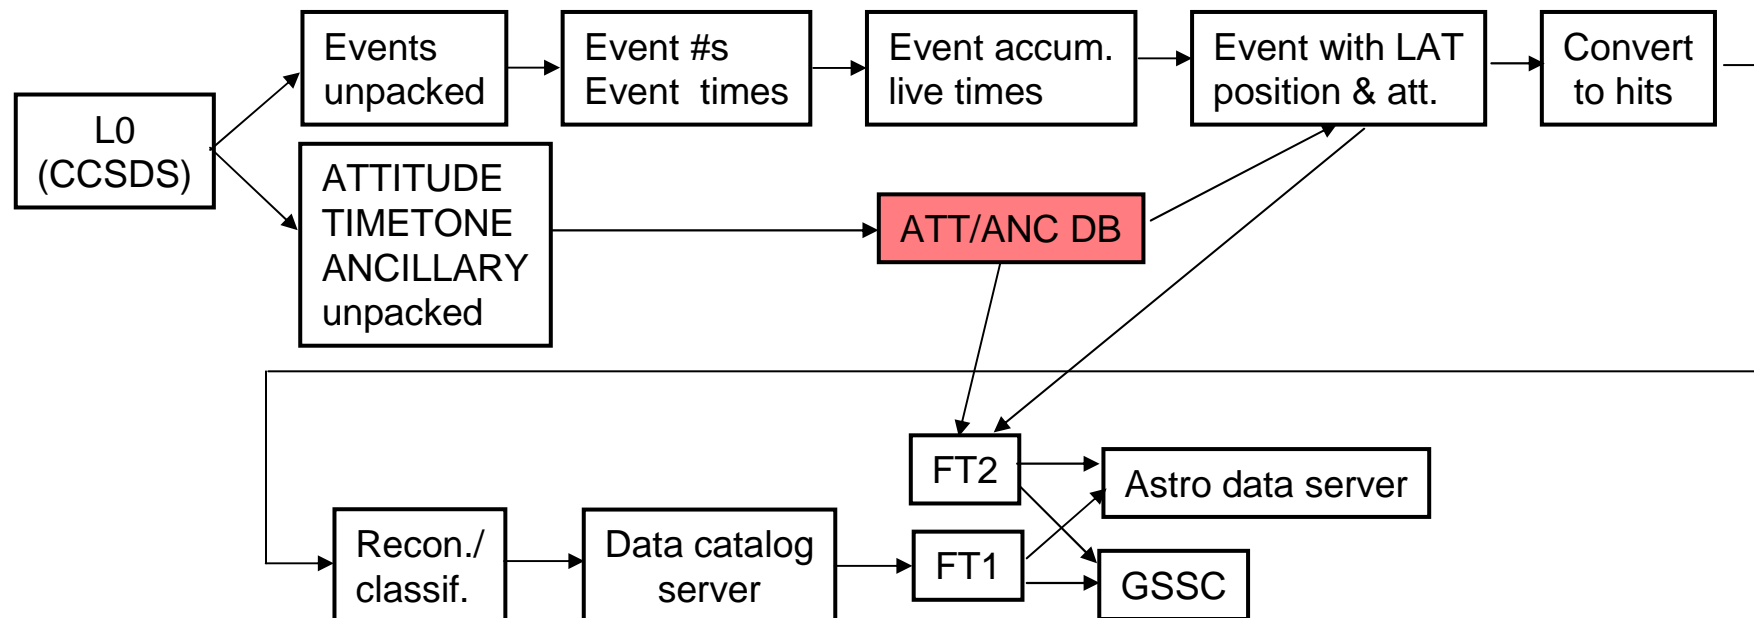 L0
(CCSDS)
Events
unpacked
Event #s
Event  times
Event accum.
live times
Event with LAT
position & att.
Convert
to hits
ATTITUDE
TIMETONE
ANCILLARY
unpacked
ATT/ANC DB
FT2
Astro data server
Recon./
classif.
Data catalog
server
FT1
GSSC